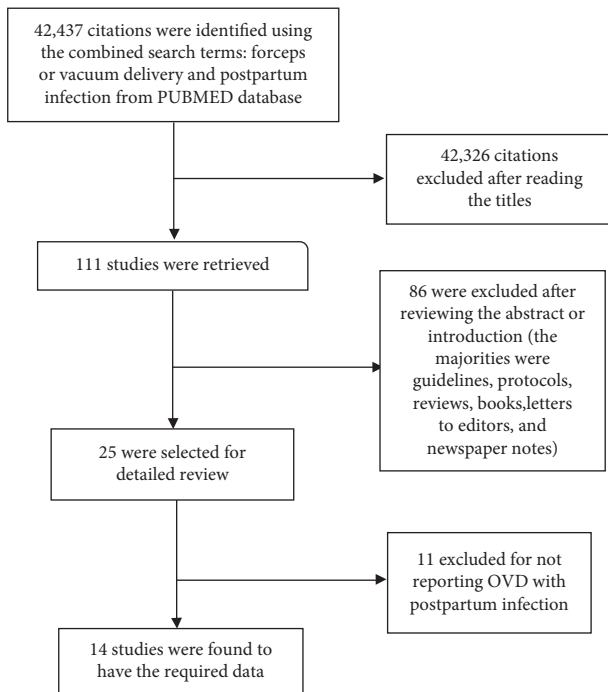 42,437 citations were identified using
the combined search terms: forceps
or vacuum delivery and postpartum
infection from PUBMED database
42,326 citations
excluded after reading
the titles
111 studies were retrieved
86 were excluded after
reviewing the abstract or
introduction (the
majorities were
guidelines, protocols,
reviews, books,letters
to editors, and
newspaper notes)
25 were selected for
detailed review
11 excluded for not
reporting OVD with
postpartum infection
14 studies were found to
have the required data